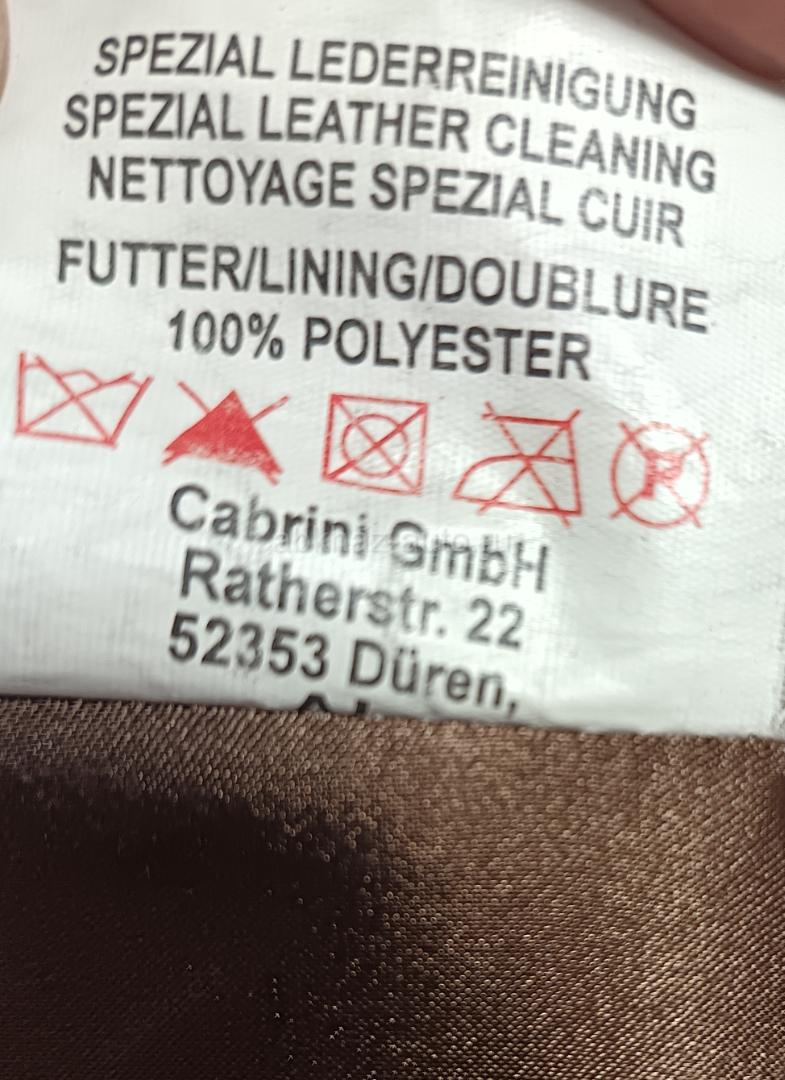 SPEZIAL LEDERREINIGUNG
SPEZIAL LEATHER CLEANING
NETTOYAGE SPEZIAL CUIR
FUTTER/LINING/DOUBLURE
100% POLYESTER
P
Cabrini GmbH
Ratherstr. 22
52353 Düren,